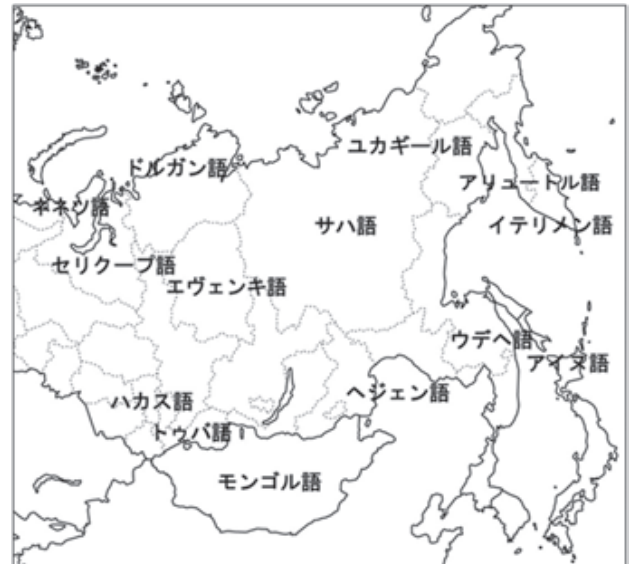 ユカギール語
ドルガン語
アリュートル語
ネネツ語
サハ語
イテリメン語
セリクープ語
エヴェンキ語
ウデヘ語
アイヌ語
ヘジェン語
ハカス語
トゥバ語
モンゴル語